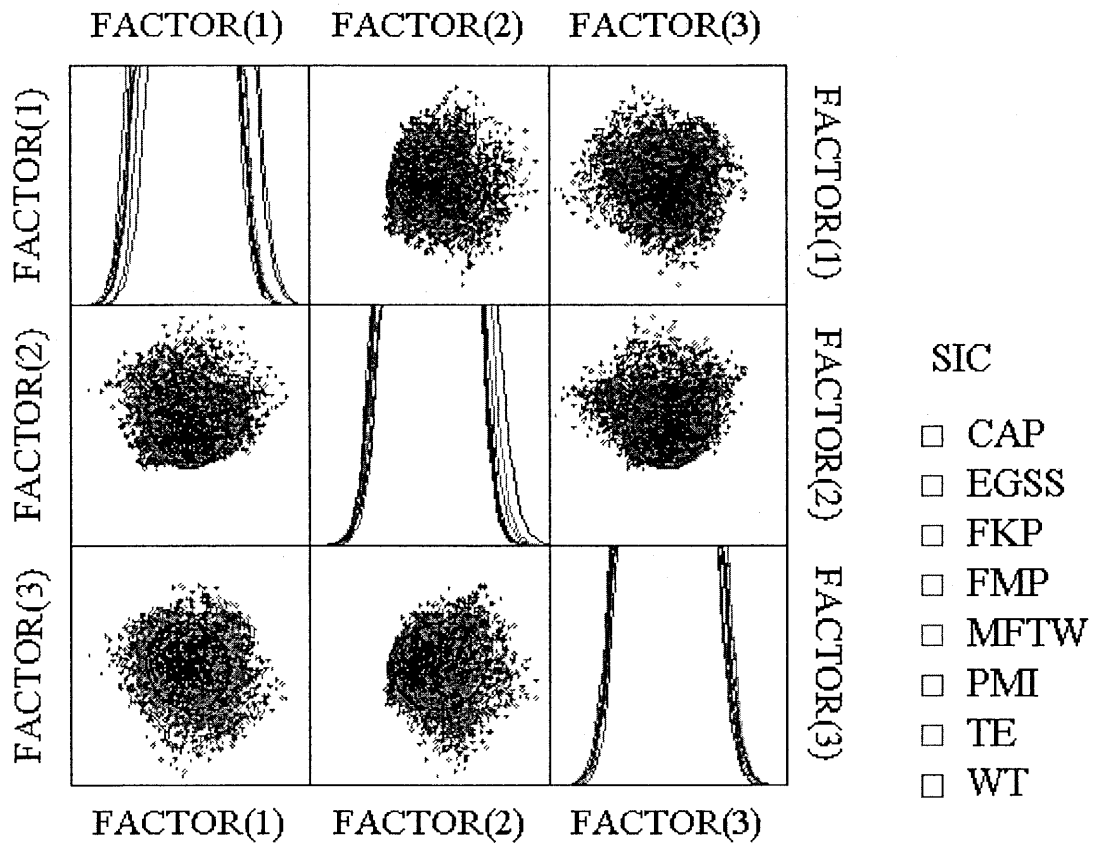 FACTOR(1) FACTOR(2) FACTOR(3)
FACTOR(1)
FACTOR(2)
FACTOR(3)
FACTOR(1)
FACTOR(2)
FACTOR(3)
SIC
CAP
EGSS
FKP
FMP
MFTW
PMI
TE
WT
FACTOR(1) FACTOR(2) FACTOR(3)